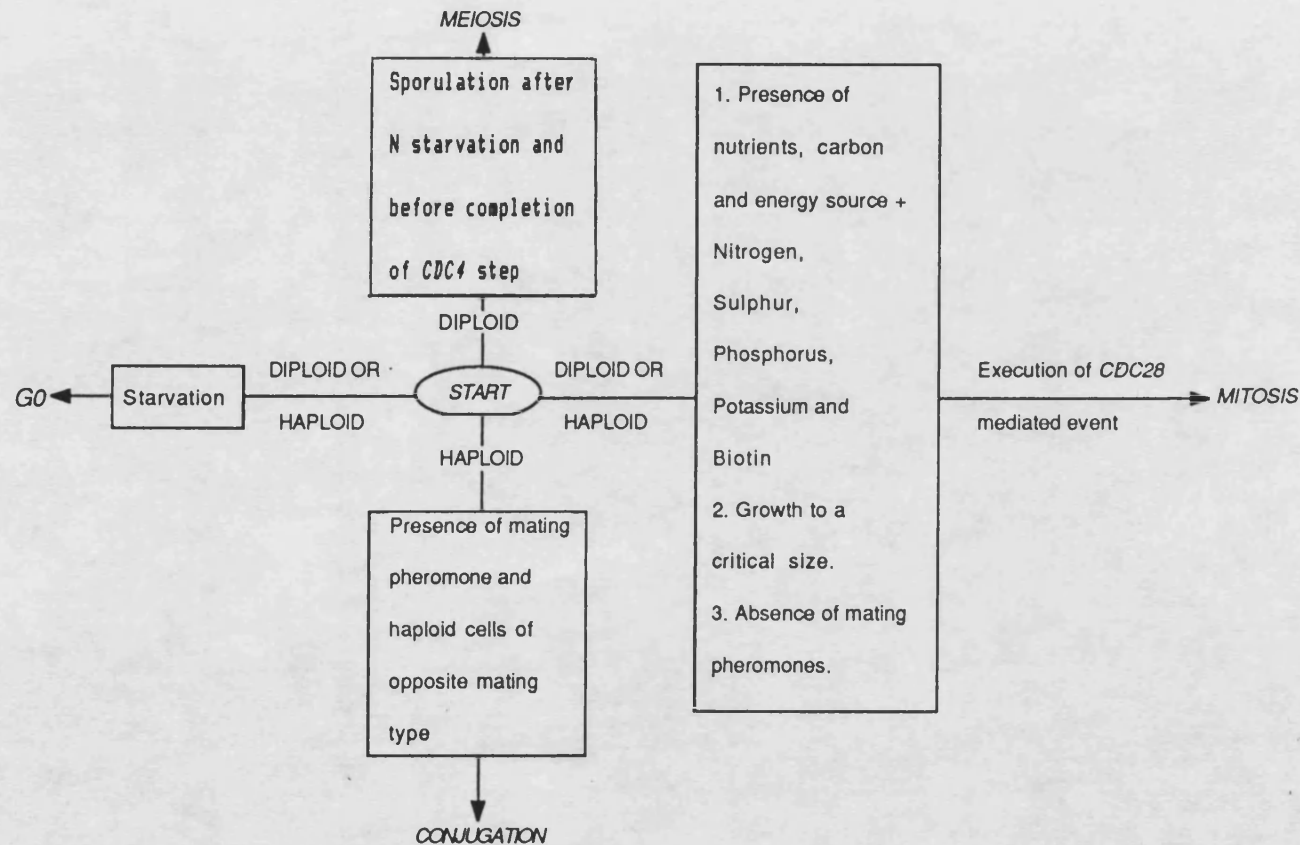 MEIOSIS
Sporulation after
N starvation and
before completion
of CDC4 step
DIPLOID
G0
Starvation
DIPLOID OR
HAPLOID
START
DIPLOID OR
HAPLOID
HAPLOID
Presence of mating
pheromone and
haploid cells of
opposite mating
type
CONJUGATION
1. Presence of
nutrients, carbon
and energy source +
Nitrogen,
Sulphur,
Phosphorus,
Potassium and
Biotin
2. Growth to a
critical size.
3. Absence of mating
pheromones.
Execution of CDC28
mediated event
MITOSIS